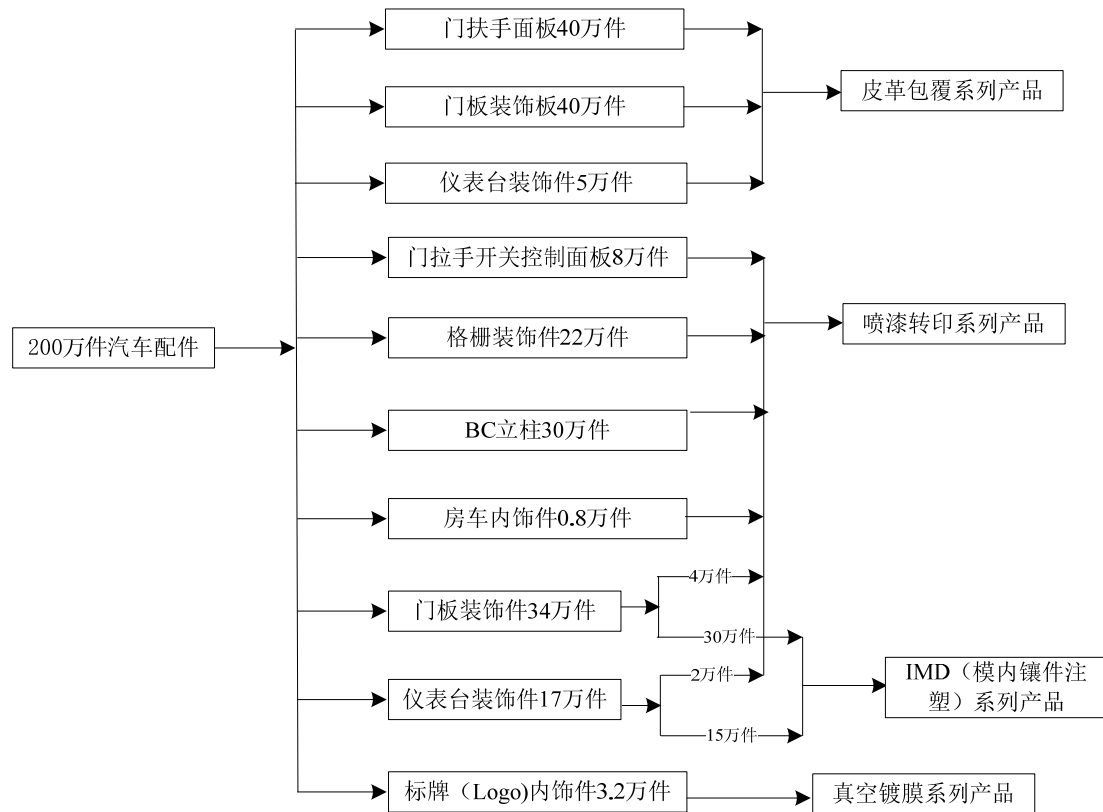 门扶手面板40万件
皮革包覆系列产品
门板装饰板40万件
仪表台装饰件5万件
门拉手开关控制面板8万件
喷漆转印系列产品
200万件汽车配件
格栅装饰件22万件
BC立柱30万件
房车内饰件0.8万件
4万件
门板装饰件34万件
30万件
IMD（模内镶件注
塑）系列产品
2万件
仪表台装饰件17万件
15万件
标牌（Logo)内饰件3.2万件
真空镀膜系列产品